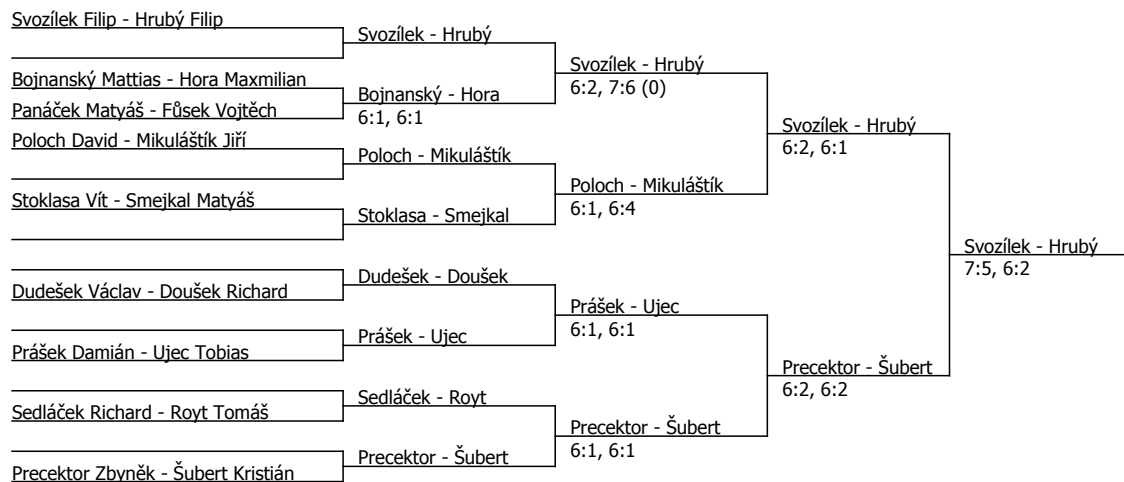 Svozílek Filip - Hrubý Filip
Svozílek - Hrubý
Bojnanský Mattias - Hora Maxmilian
Svozílek - Hrubý
6:2, 7:6 (0)
Panáček Matyáš - Fůsek Vojtěch
Bojnanský - Hora
6:1, 6:1
Poloch David - Mikuláštík Jiří
Svozílek - Hrubý
6:2, 6:1
Poloch - Mikuláštík
Stoklasa Vít - Smejkal Matyáš
Poloch - Mikuláštík
6:1, 6:4
Stoklasa - Smejkal
Svozílek - Hrubý
7:5, 6:2
Dudešek Václav - Doušek Richard
Dudešek - Doušek
Prášek - Ujec
6:1, 6:1
Prášek Damián - Ujec Tobias
Prášek - Ujec
Precektor - Šubert
6:2, 6:2
Sedláček Richard - Royt Tomáš
Sedláček - Royt
Precektor - Šubert
6:1, 6:1
Precektor Zbyněk - Šubert Kristián
Precektor - Šubert